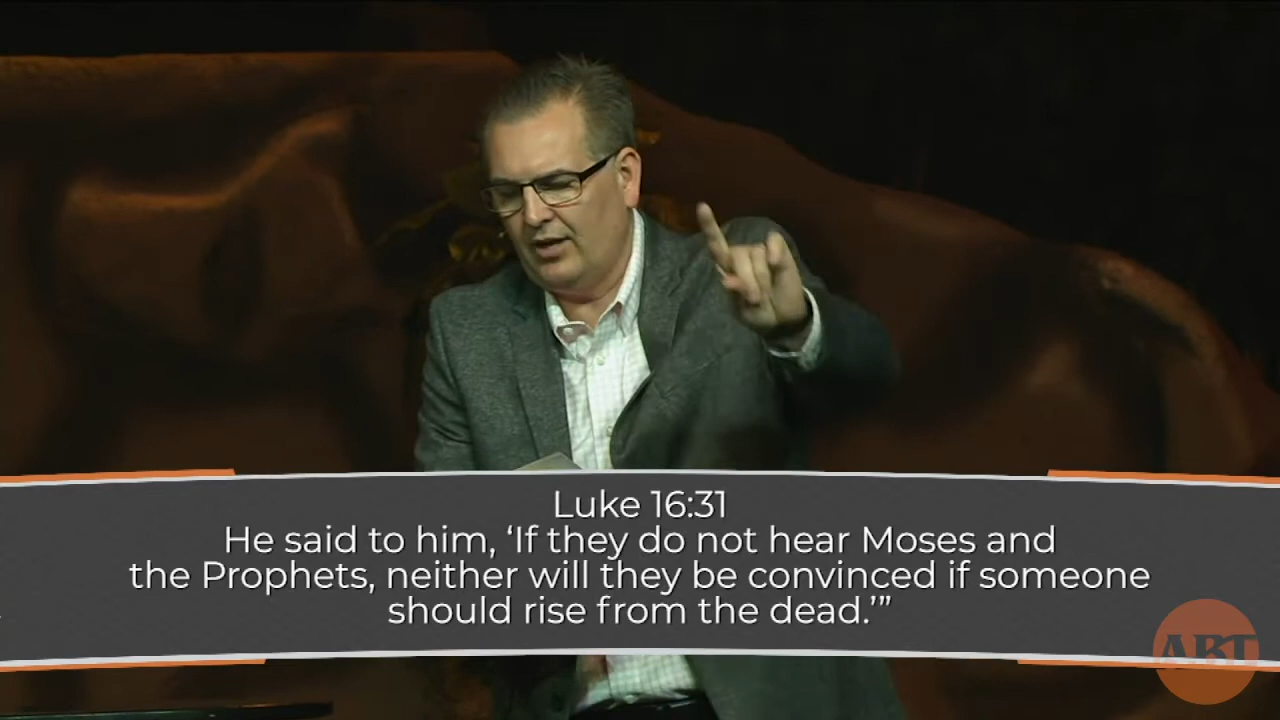 Luke 16:31
He said to him, ‘If they do not hear Moses and
the Prophets, neither will they be convinced if someone
should rise from the dead.’”
ABT